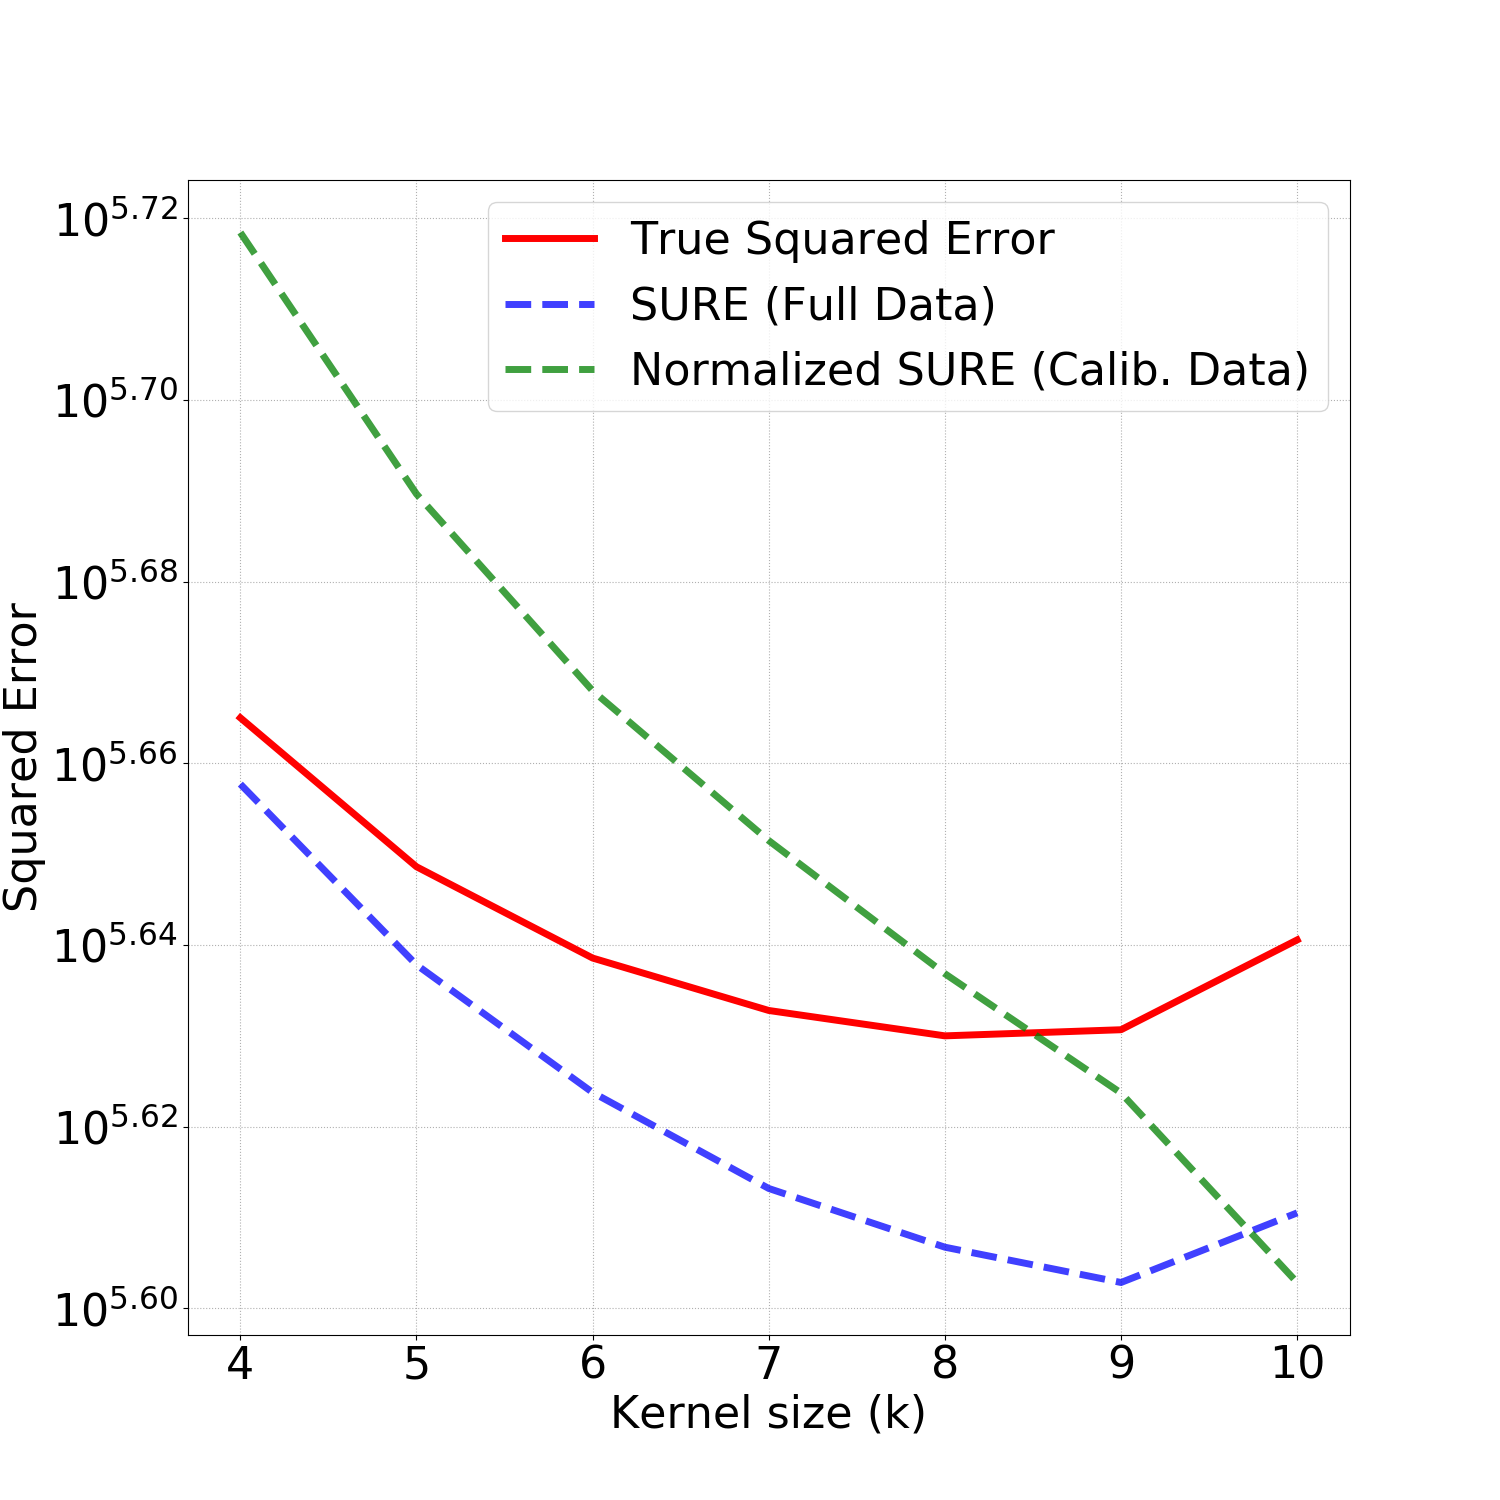 True Squared Error
SURE (Full Data)
Normalized SURE (Calib. Data)
10^5.72
10^5.70
10^5.68
10^5.66
10^5.64
10^5.62
10^5.60
Squared Error
4 5 6 7 8 9 10
Kernel size (k)